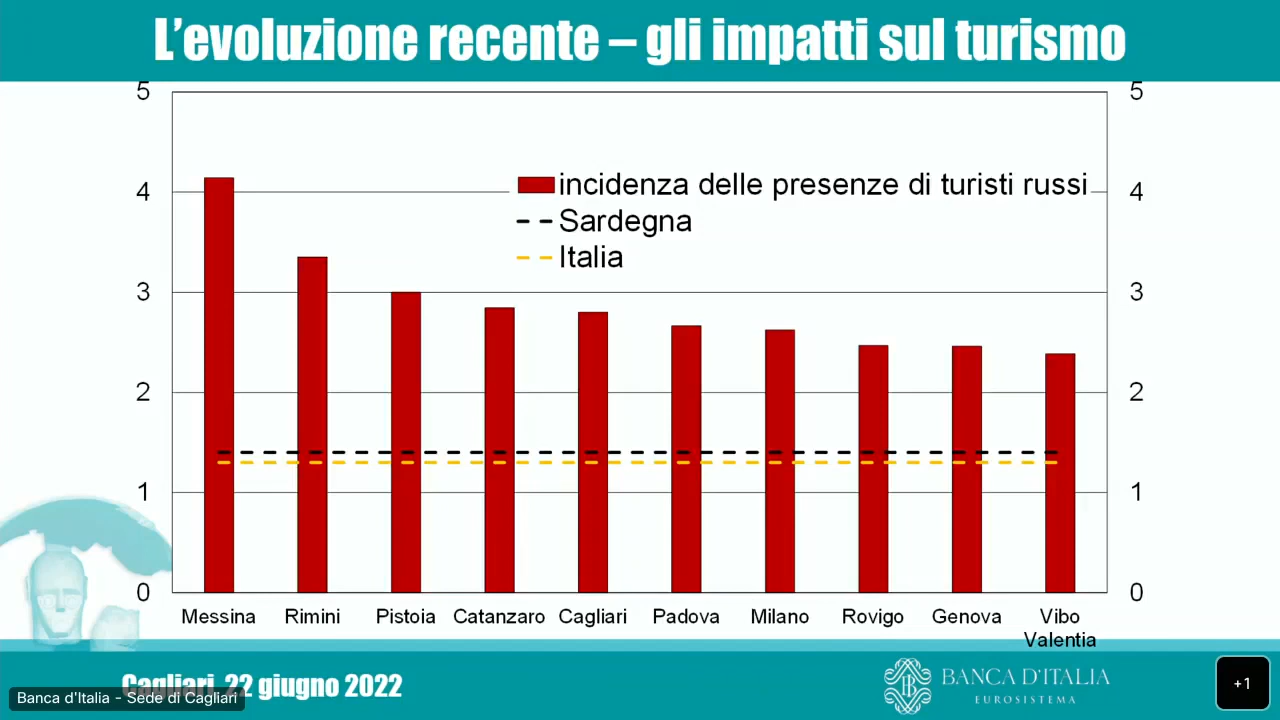 L'evoluzione recente – gli impatti sul turismo
5 5
4 4
3 3
2 2
1 1
0 0
incidenza delle presenze di turisti russi
Sardegna
Italia
Messina Rimini Pistoia Catanzaro Cagliari Padova Milano Rovigo Genova Vibo
Valentia
Cagliari, 22 giugno 2022
Banca d'Italia - Sede di Cagliari
BANCA D'ITALIA
EUROSISTEMA
+1